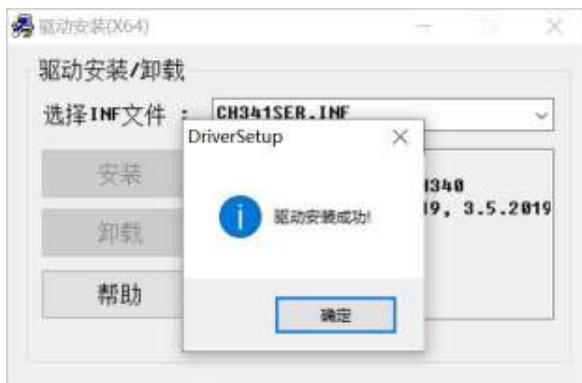 驱动安装(X64)
驱动安装/卸载
选择INF文件 :
CH341SER.INF
DriverSetup
安装
卸载
帮助
驱动安装成功!
确定
H340
19, 3.5.2019